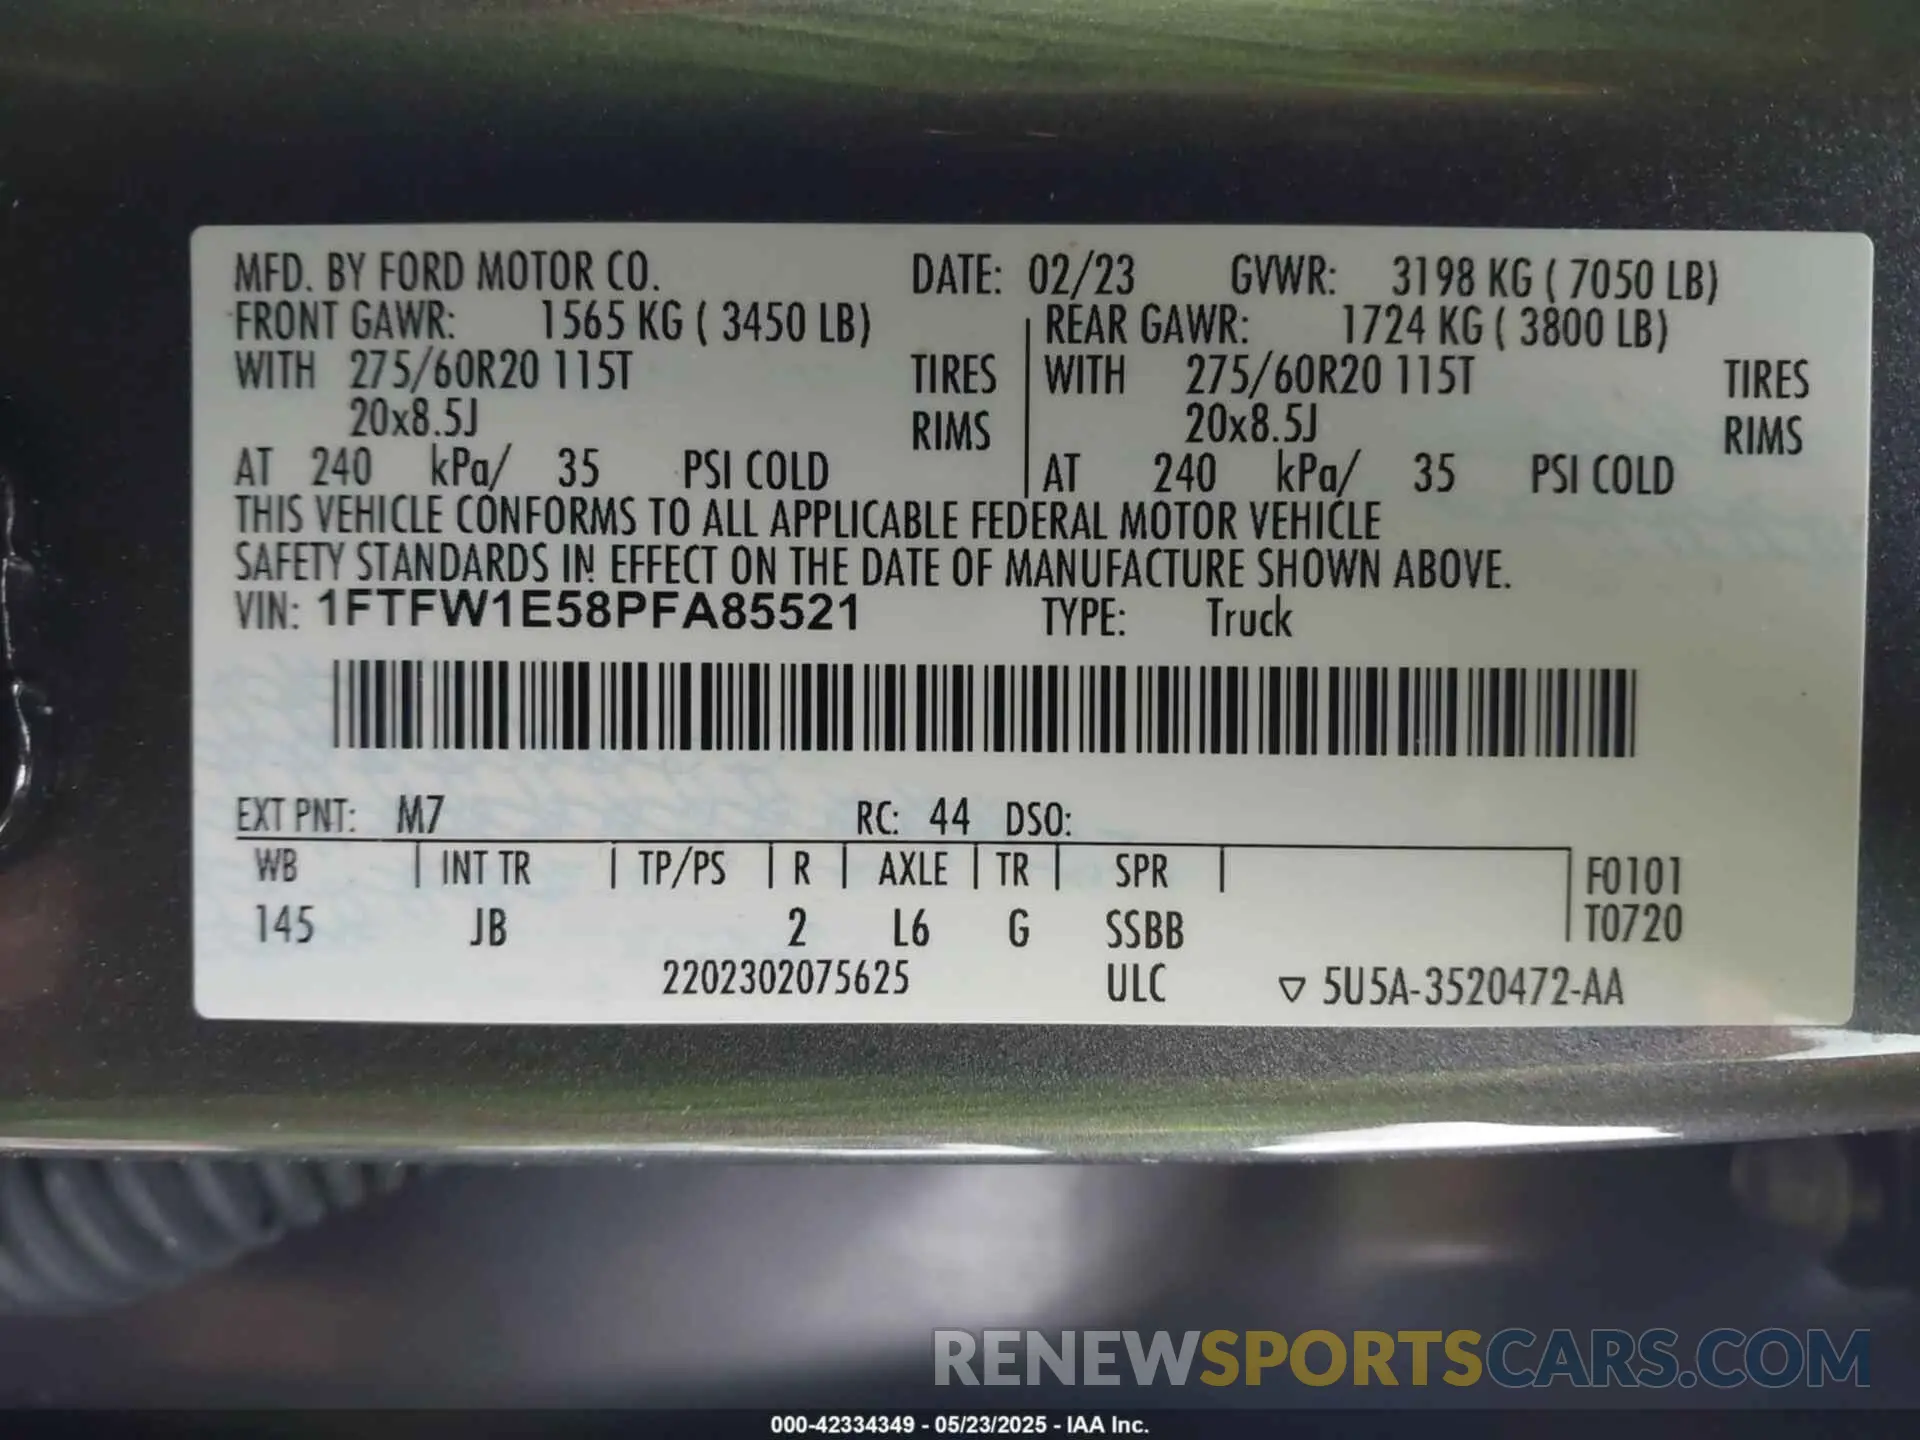 MFD. BY FORD MOTOR CO. DATE: 02/23 GVWR: 3198 KG ( 7050 LB)
FRONT GAWR: 1565 KG ( 3450 LB) REAR GAWR: 1724 KG ( 3800 LB)
WITH 275/60R20 115T TIRES WITH 275/60R20 115T TIRES
20x8.5J RIMS 20x8.5J RIMS
AT 240 kPa/ 35 PSI COLD AT 240 kPa/ 35 PSI COLD
THIS VEHICLE CONFORMS TO ALL APPLICABLE FEDERAL MOTOR VEHICLE
SAFETY STANDARDS IN EFFECT ON THE DATE OF MANUFACTURE SHOWN ABOVE.
VIN: 1FTFW1E58PFA85521 TYPE: Truck
EXT PNT: M7 RC: 44 DSO:
WB INT TR TP/PS R AXLE TR SPR F0101
145 JB 2 L6 G SSBB T0720
2202302075625 ULC ▽ 5U5A-3520472-AA
RENEWSPORTSCARS.COM
000-42334349 - 05/23/2025 - IAA Inc.